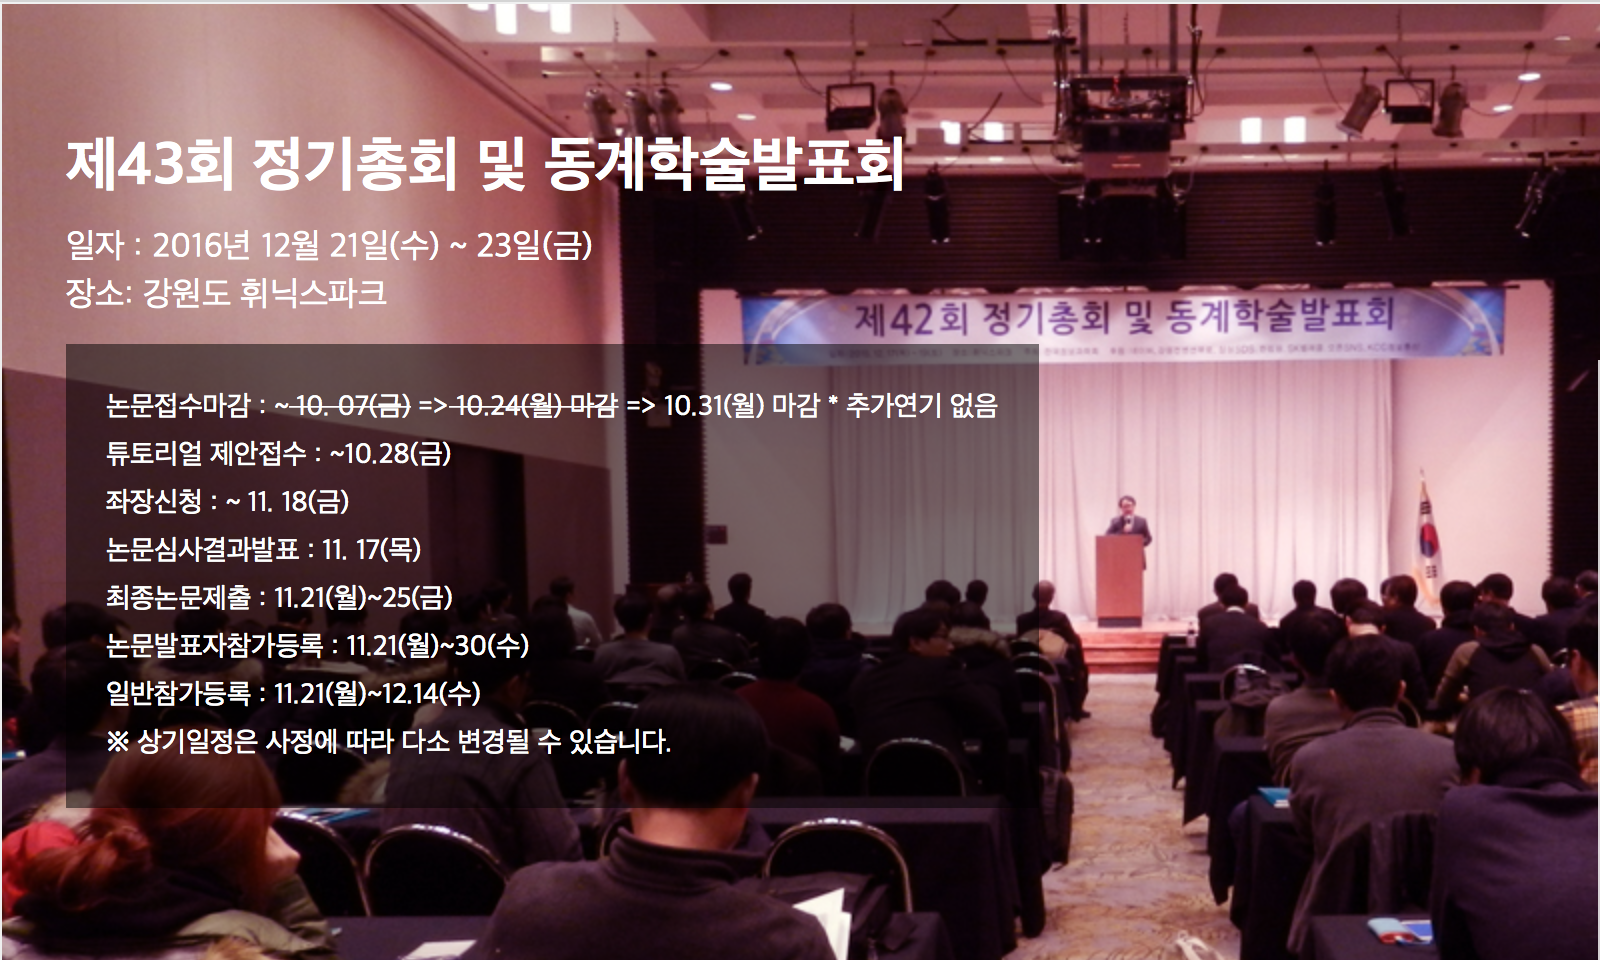 제43회 정기총회 및 동계학술발표회
일자 : 2016년 12월 21일(수) ~ 23일(금)
장소: 강원도 휘닉스파크
제42회 정기총회 및 동계학술발표회
논문접수마감 : ~ 10. 07(금) => 10.24(월) 마감 => 10.31(월) 마감 * 추가연기 없음
튜토리얼 제안접수 : ~10.28(금)
좌장신청 : ~ 11. 18(금)
논문심사결과발표 : 11. 17(목)
최종논문제출 : 11.21(월)~25(금)
논문발표자참가등록 : 11.21(월)~30(수)
일반참가등록 : 11.21(월)~12.14(수)
※ 상기일정은 사정에 따라 다소 변경될 수 있습니다.